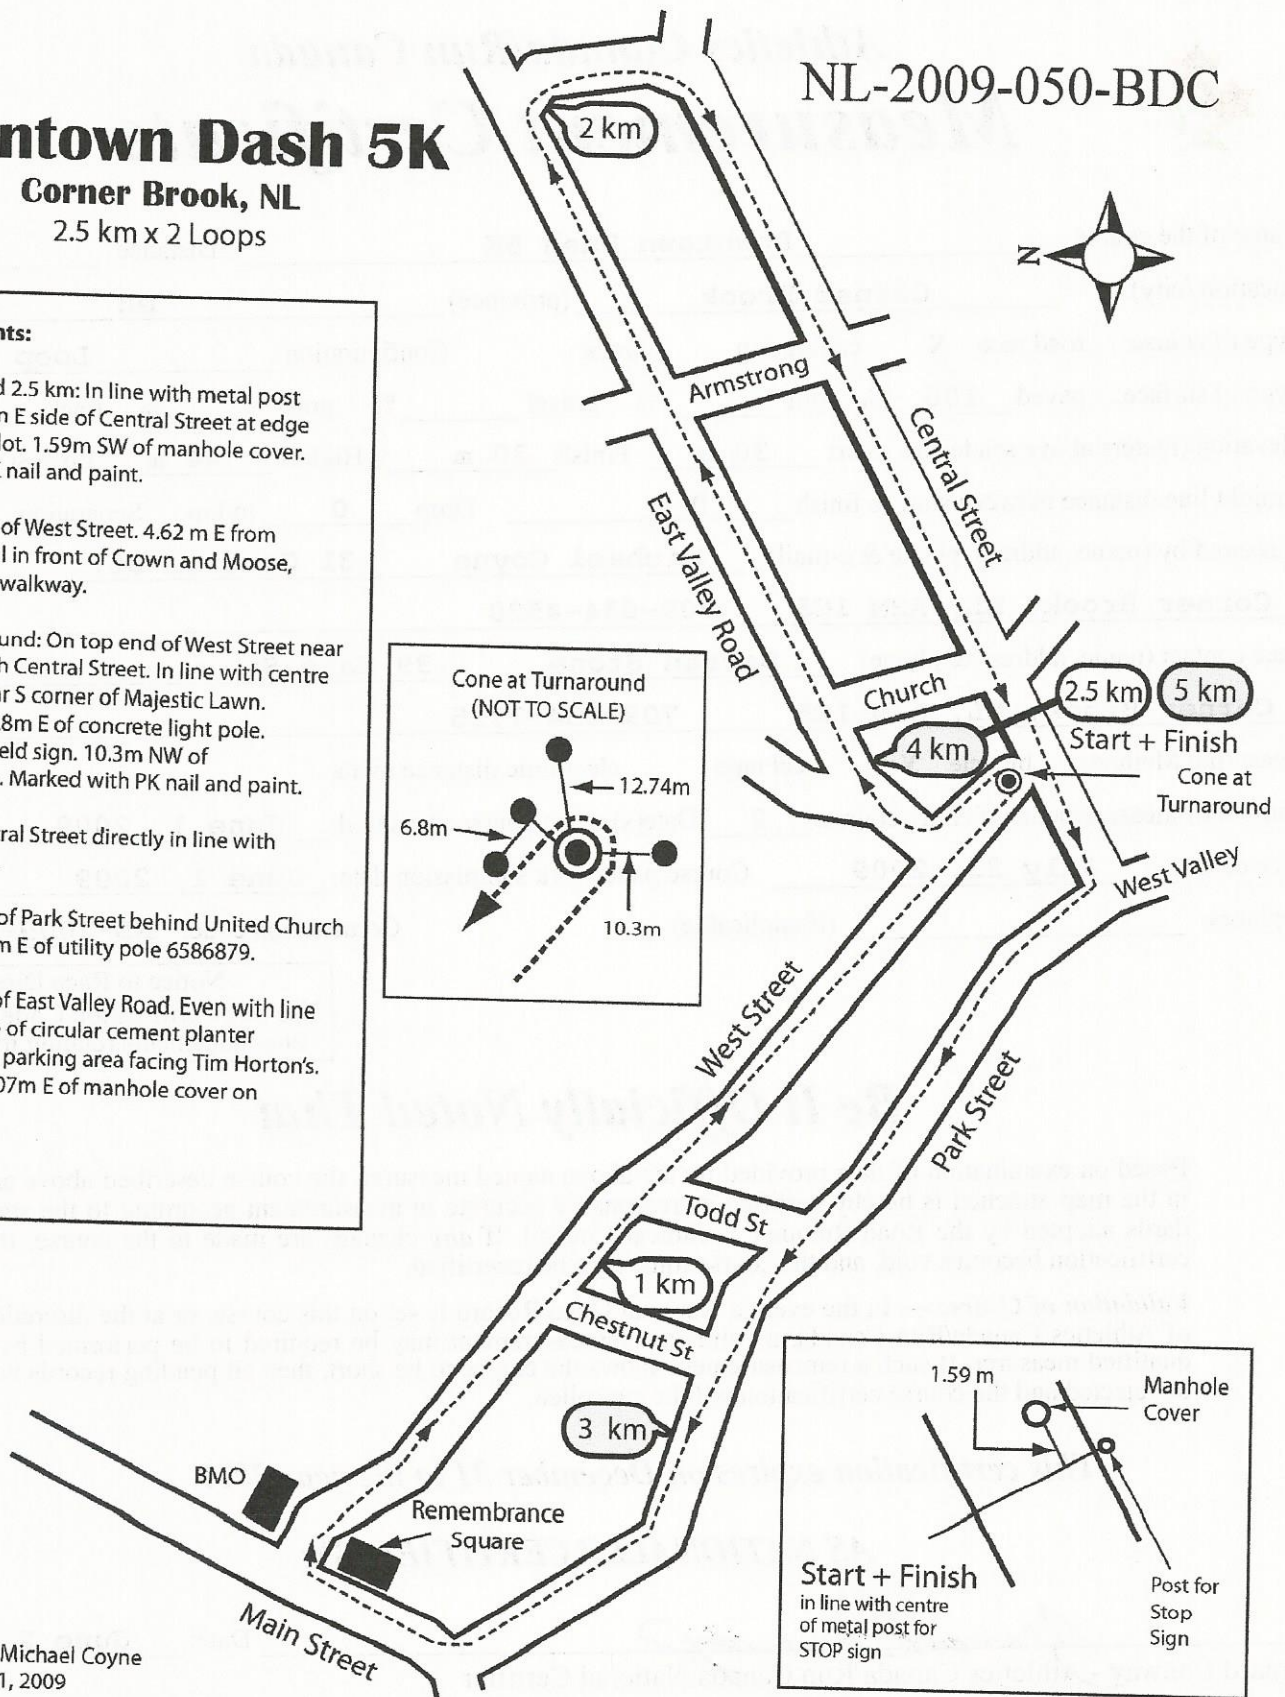 NL-2009-050-BDC
ntown Dash 5K
Corner Brook, NL
2.5 km x 2 Loops
nts:
d 2.5 km: In line with metal post
n E side of Central Street at edge
lot. 1.59m SW of manhole cover.
nail and paint.
of West Street. 4.62 m E from
l in front of Crown and Moose,
walkway.
ound: On top end of West Street near
h Central Street. In line with centre
ar S corner of Majestic Lawn.
.8m E of concrete light pole.
eld sign. 10.3m NW of
. Marked with PK nail and paint.
tral Street directly in line with
of Park Street behind United Church
m E of utility pole 6586879.
of East Valley Road. Even with line
of circular cement planter
parking area facing Tim Horton's.
07m E of manhole cover on
2 km
N
Armstrong
Central Street
East Valley Road
Church
2.5 km
5 km
4 km
Start + Finish
Cone at
Turnaround
West Valley
Cone at Turnaround
(NOT TO SCALE)
12.74m
6.8m
10.3m
West Street
Park Street
Todd St
1 km
Chestnut St
3 km
BMO
Remembrance
Square
Main Street
1.59 m
Manhole
Cover
Start + Finish
in line with centre
of metal post for
STOP sign
Post for
Stop
Sign
Michael Coyne
1, 2009